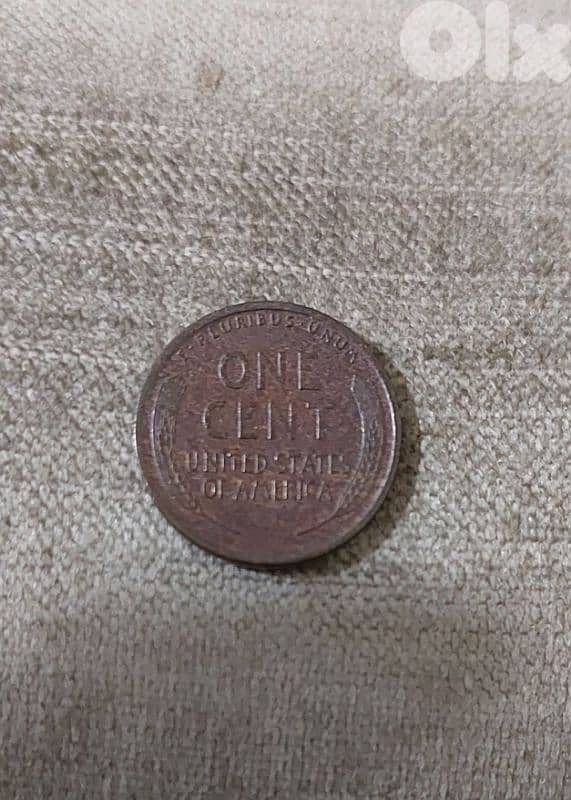 OLX
E PLURIBUS UNUM
ONE
CENT
UNITED STATES
OF AMERICA